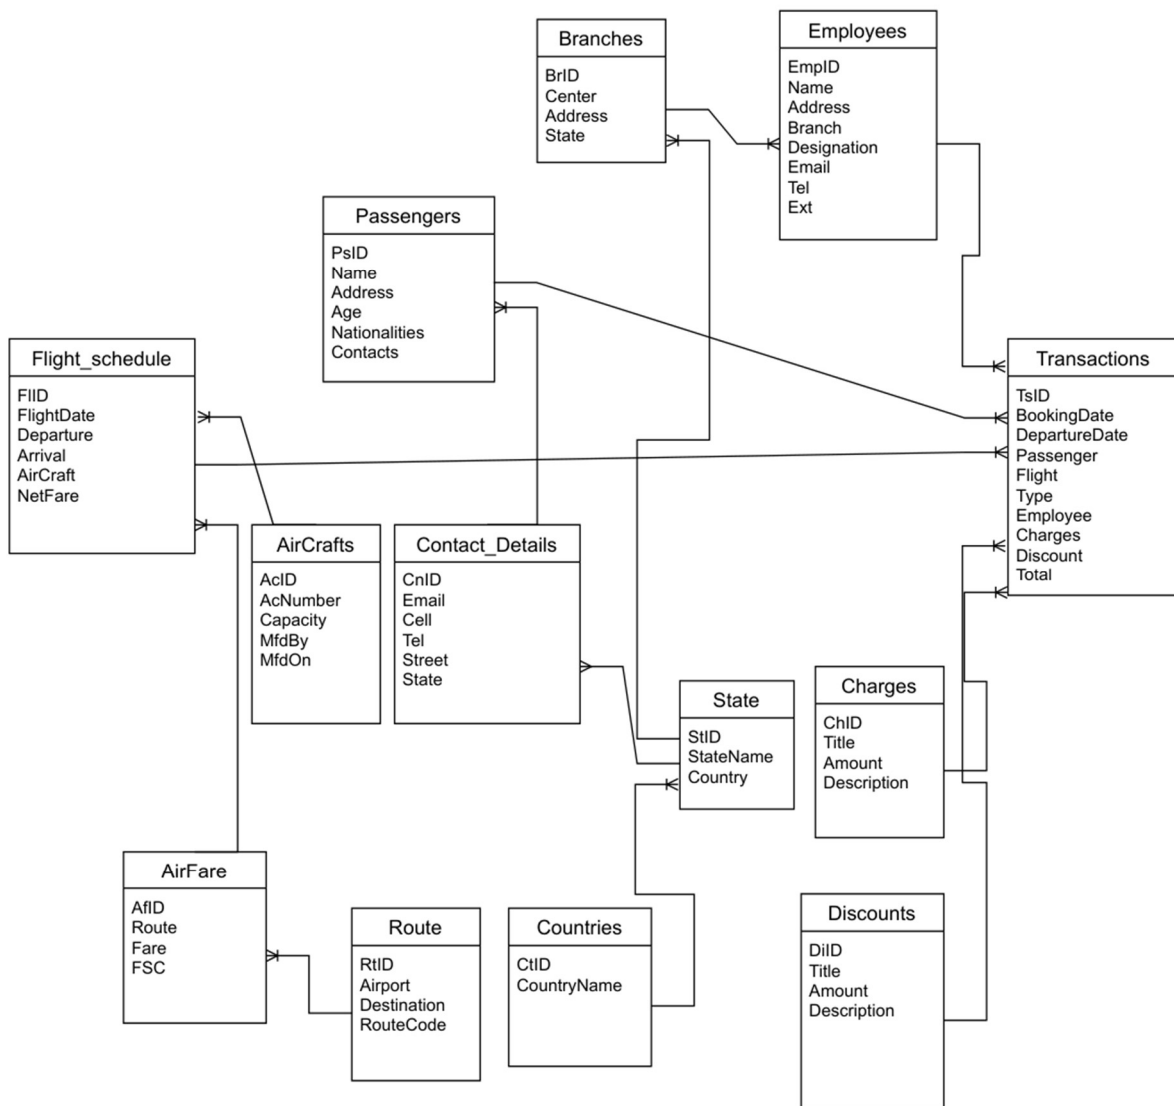 Branches
BrID
Center
Address
State
Employees
EmpID
Name
Address
Branch
Designation
Email
Tel
Ext
Passengers
PsID
Name
Address
Age
Nationalities
Contacts
Flight_schedule
FlID
FlightDate
Departure
Arrival
AirCraft
NetFare
Transactions
TsID
BookingDate
DepartureDate
Passenger
Flight
Type
Employee
Charges
Discount
Total
AirCrafts
AcID
AcNumber
Capacity
MfdBy
MfdOn
Contact_Details
CnID
Email
Cell
Tel
Street
State
State
StID
StateName
Country
Charges
ChID
Title
Amount
Description
AirFare
AfID
Route
Fare
FSC
Route
RtID
Airport
Destination
RouteCode
Countries
CtID
CountryName
Discounts
DiID
Title
Amount
Description